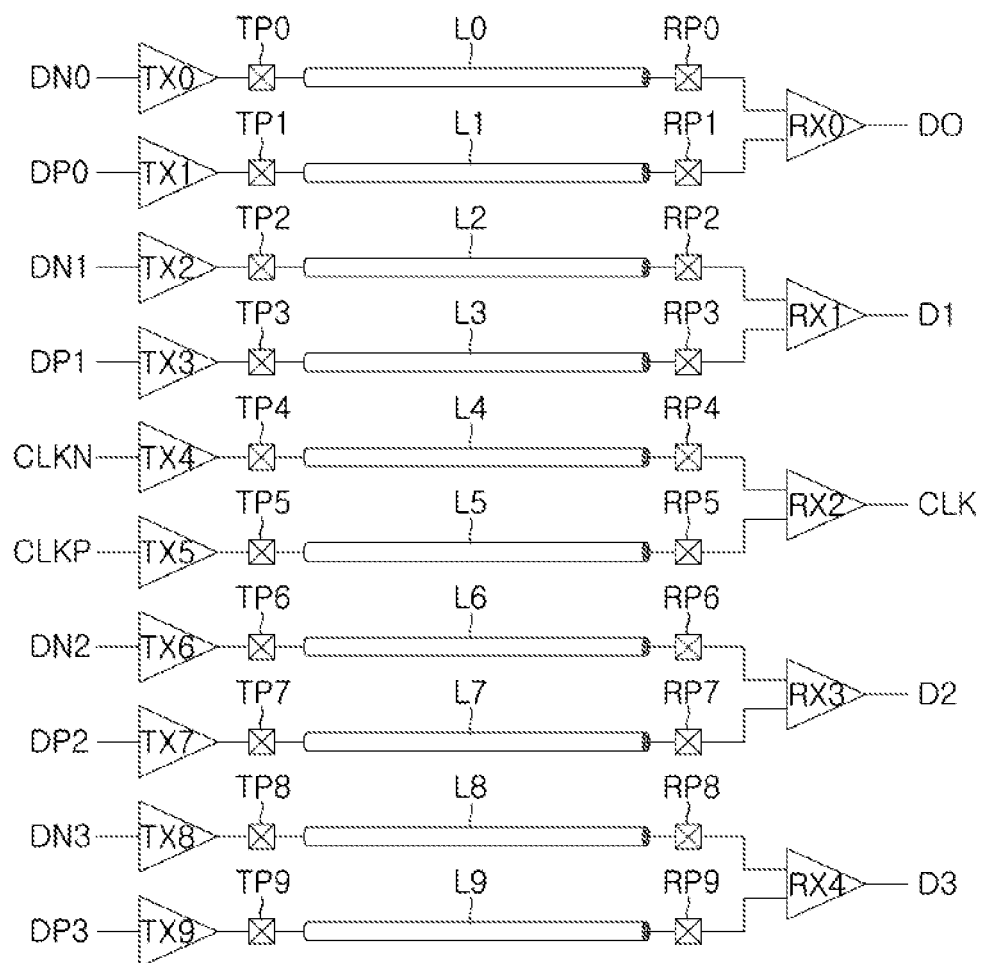 TP0 L0 RP0
DN0 TX0
TP1 L1 RP1 RX0 DO
DP0 TX1
TP2 L2 RP2
DN1 TX2
TP3 L3 RP3 RX1 D1
DP1 TX3
TP4 L4 RP4
CLKN TX4
TP5 L5 RP5 RX2 CLK
CLKP TX5
TP6 L6 RP6
DN2 TX6
TP7 L7 RP7 RX3 D2
DP2 TX7
TP8 L8 RP8
DN3 TX8
TP9 L9 RP9 RX4 D3
DP3 TX9